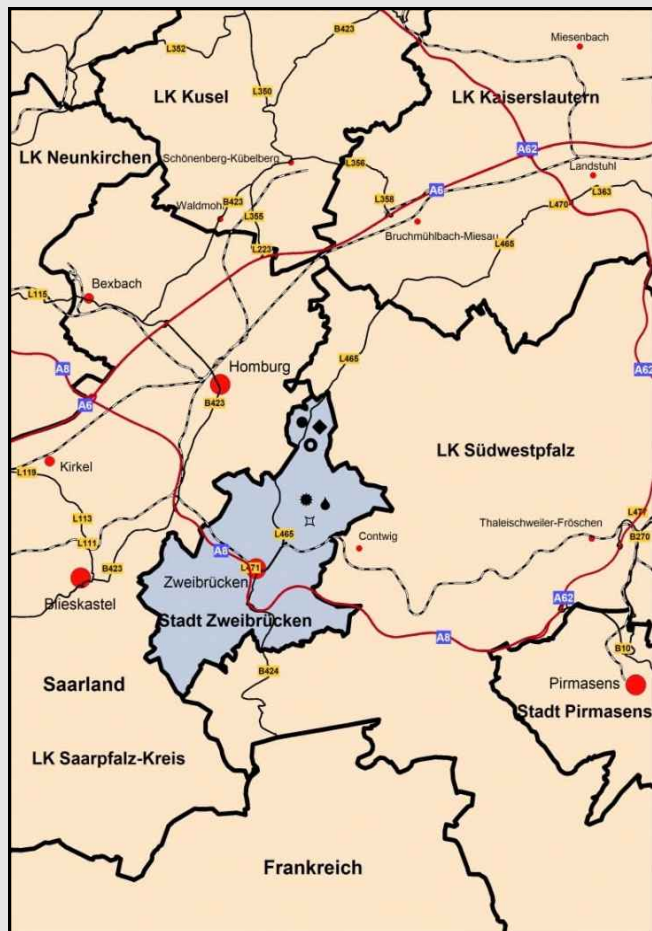 B423
Miesenbach
L352
L350
LK Kusel
LK Kaiserslautern
LK Neunkirchen
A62
Schönenberg-Kübelberg
L356
Landstuhl
A6
L363
B423
L358
Waldmohr
L470
L355
Bruchmühlbach-Miesau
L223
L465
Bexbach
L115
L465
A8
Homburg
A62
B423
A6
LK Südwestpfalz
Kirkel
L119
L113
Thaleischweiler-Fröschen
L465
Contwig
B270
L111
A8
B423
L471
Zweibrücken
Blieskastel
A62
Stadt Zweibrücken
A8
B10
B424
Saarland
Pirmasens
Stadt Pirmasens
LK Saarpfalz-Kreis
Frankreich